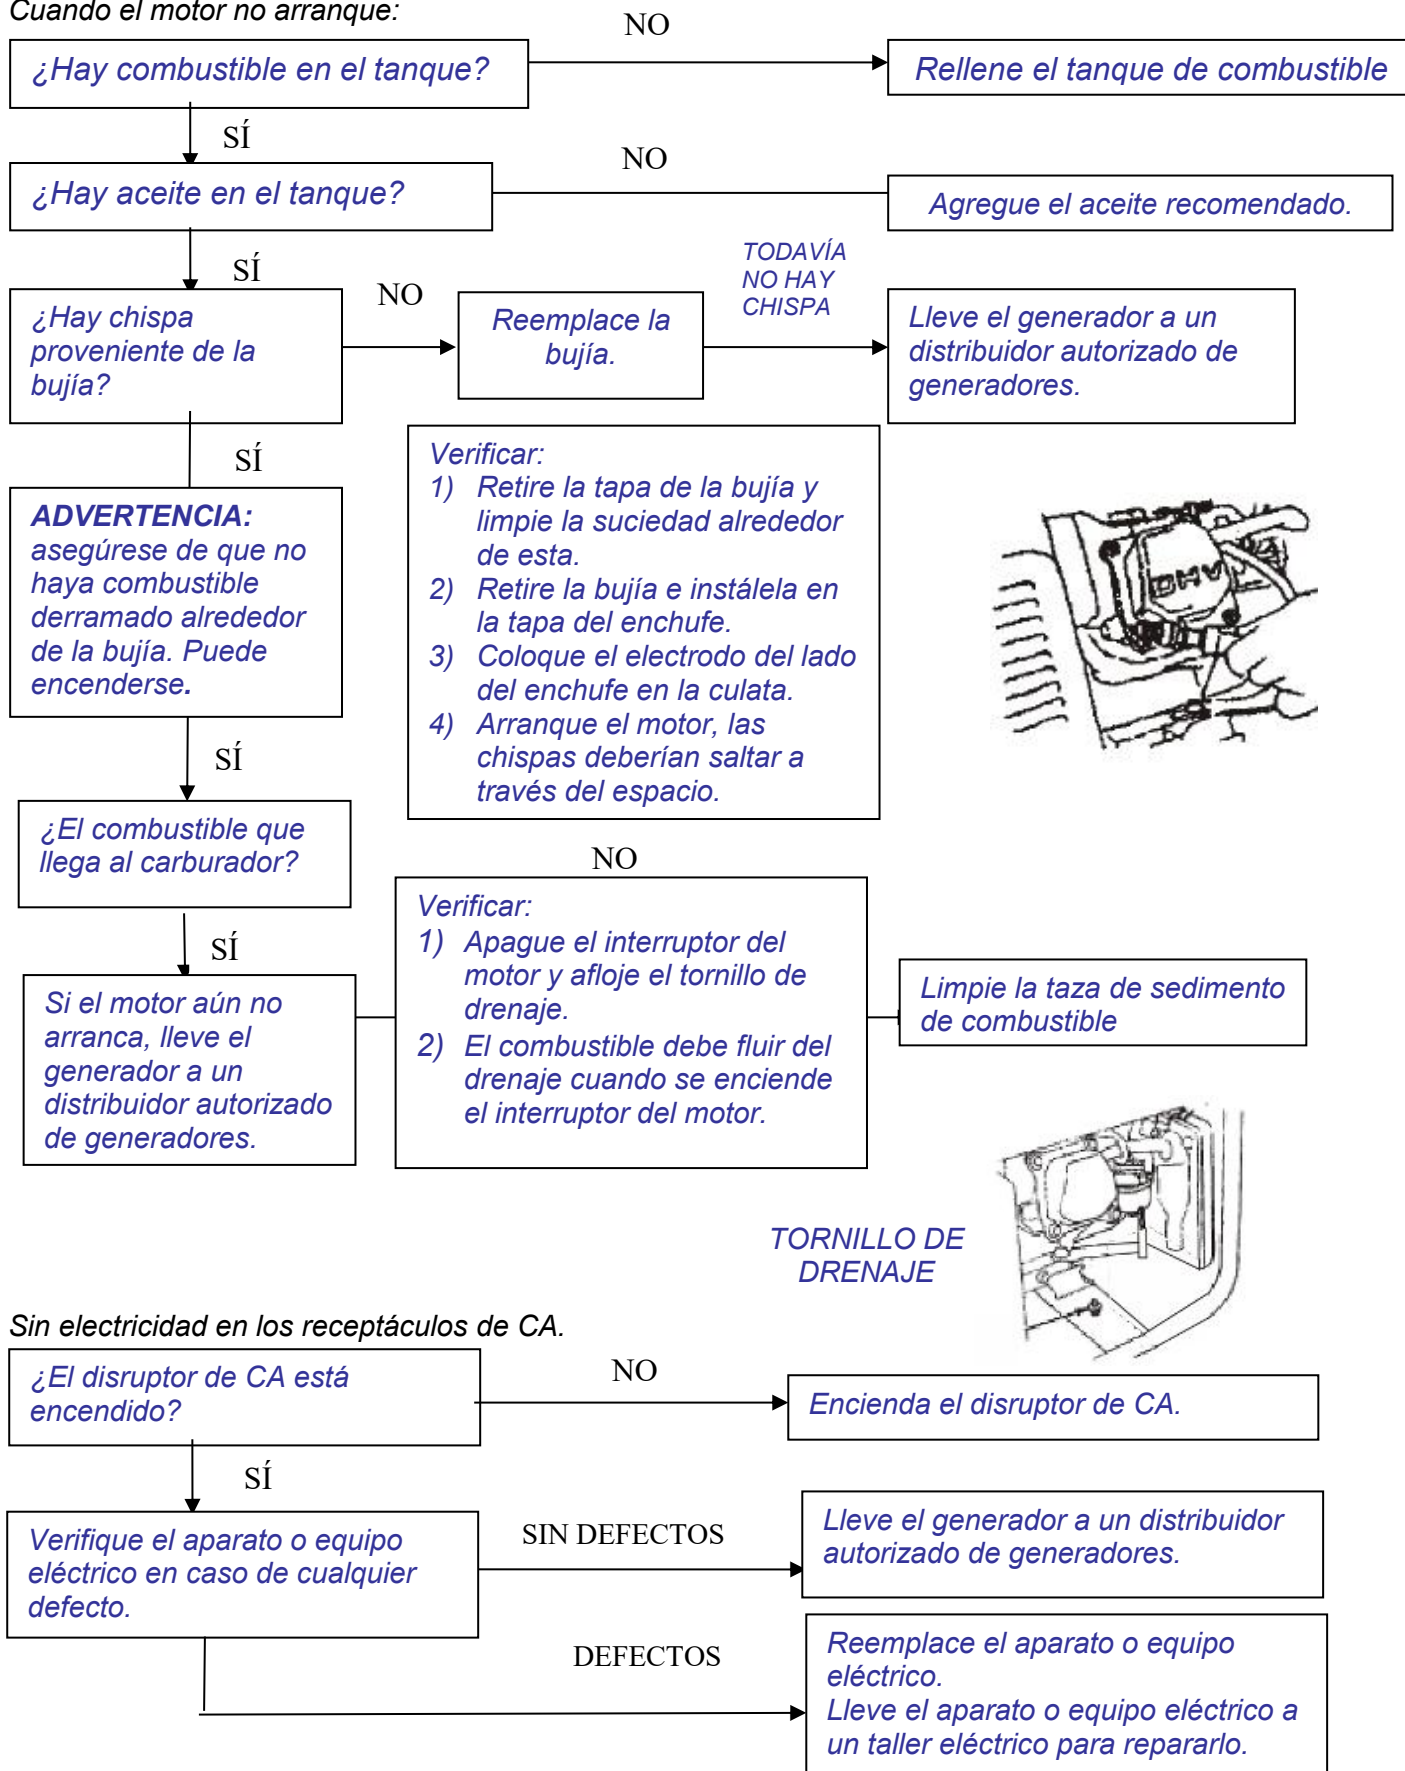 Cuando el motor no arranque:
NO
¿Hay combustible en el tanque?
Rellene el tanque de combustible
SÍ
NO
¿Hay aceite en el tanque?
Agregue el aceite recomendado.
SÍ
NO
TODAVÍA
NO HAY
CHISPA
¿Hay chispa
proveniente de la
bujía?
Reemplace la
bujía.
Lleve el generador a un
distribuidor autorizado de
generadores.
SÍ
Verificar:
1) Retire la tapa de la bujía y
limpie la suciedad alrededor
de esta.
2) Retire la bujía e instálela en
la tapa del enchufe.
3) Coloque el electrodo del lado
del enchufe en la culata.
4) Arranque el motor, las
chispas deberían saltar a
través del espacio.
OHV
ADVERTENCIA:
asegúrese de que no
haya combustible
derramado alrededor
de la bujía. Puede
encenderse.
SÍ
¿El combustible que
llega al carburador?
NO
SÍ
Verificar:
1) Apague el interruptor del
motor y afloje el tornillo de
drenaje.
2) El combustible debe fluir del
drenaje cuando se enciende
el interruptor del motor.
Limpie la taza de sedimento
de combustible
Si el motor aún no
arranca, lleve el
generador a un
distribuidor autorizado
de generadores.
TORNILLO DE
DRENAJE
Sin electricidad en los receptáculos de CA.
¿El disruptor de CA está
encendido?
NO
Encienda el disruptor de CA.
SÍ
Verifique el aparato o equipo
eléctrico en caso de cualquier
defecto.
SIN DEFECTOS
Lleve el generador a un distribuidor
autorizado de generadores.
DEFECTOS
Reemplace el aparato o equipo
eléctrico.
Lleve el aparato o equipo eléctrico a
un taller eléctrico para repararlo.